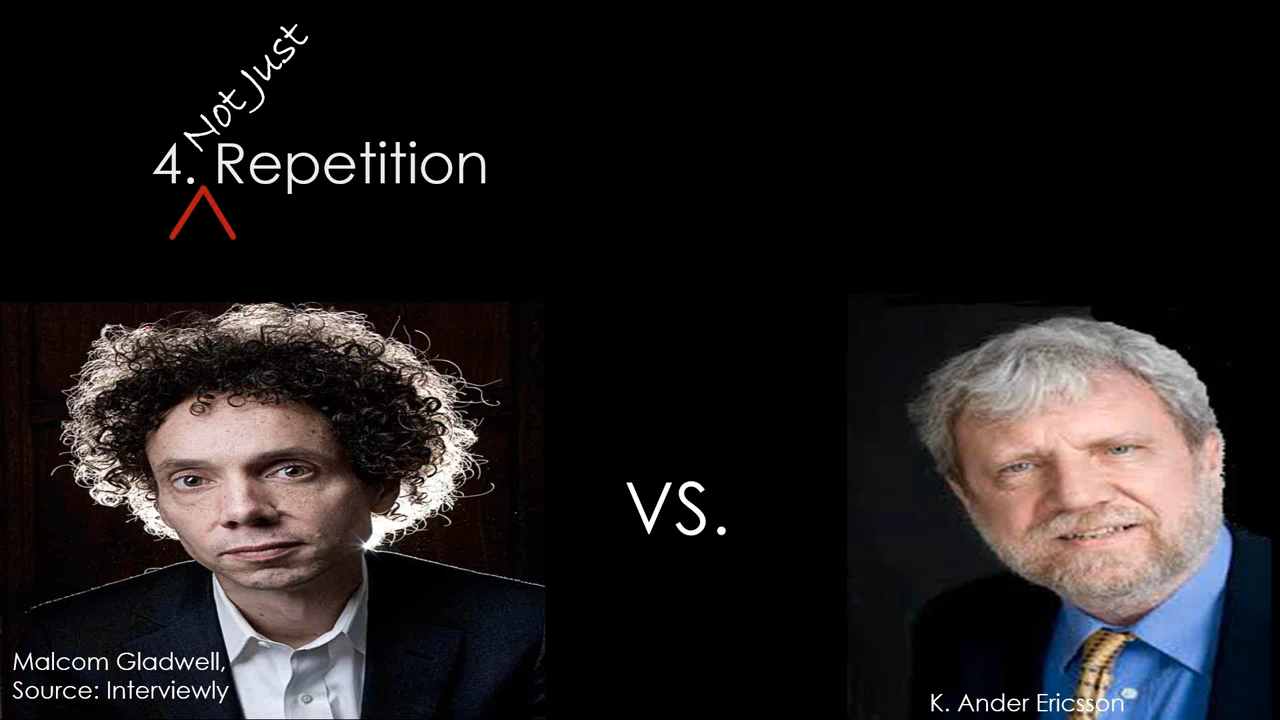 Not Just
4. Repetition
VS.
Malcom Gladwell,
Source: Interviewly
K. Ander Ericsson